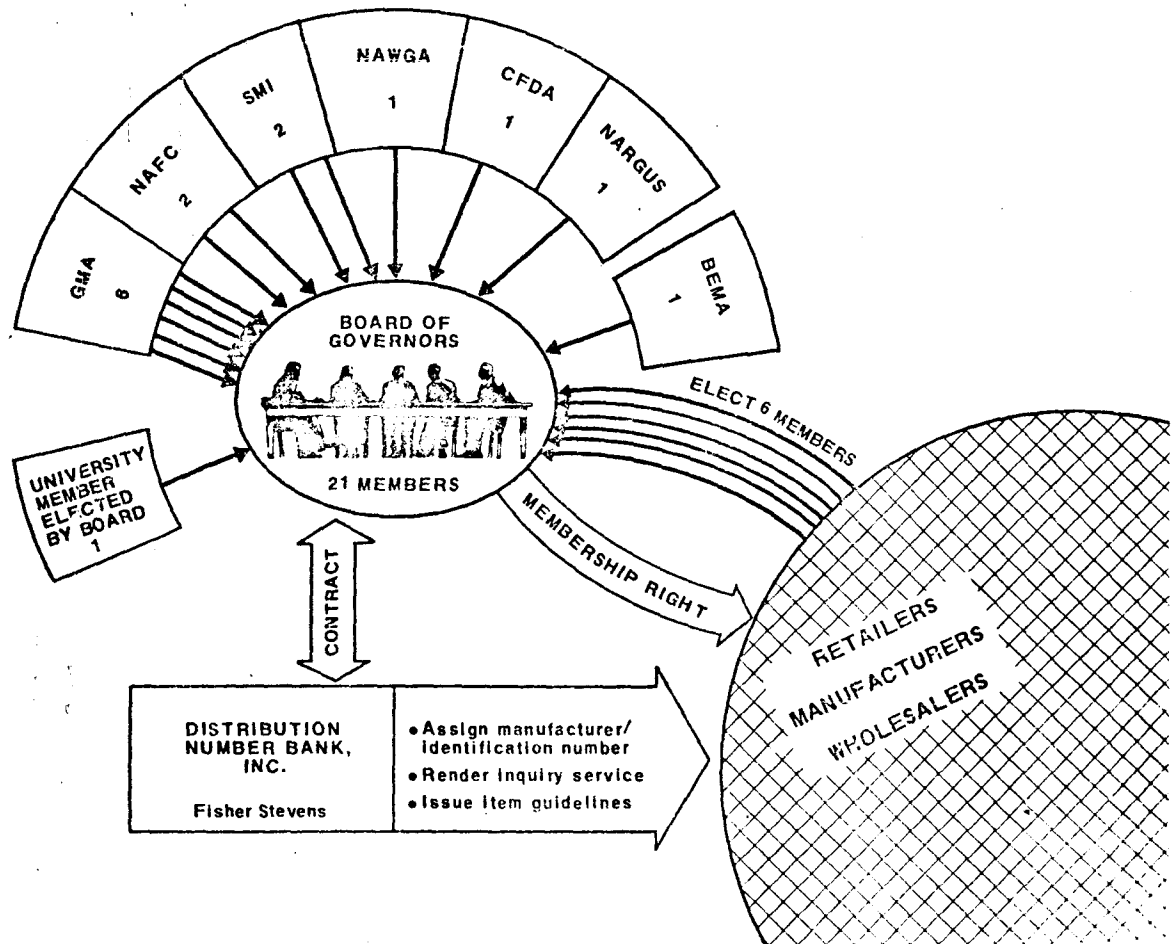 NAWGA
1
SMI
2
CFDA
1
NAFC
2
NARGUS
1
GMA
6
BEMA
1
BOARD OF
GOVERNORS
21 MEMBERS
ELECT 6 MEMBERS
UNIVERSITY
MEMBER
ELECTED
BY BOARD
1
MEMBERSHIP RIGHT
CONTRACT
RETAILERS
MANUFACTURERS
WHOLESALERS
DISTRIBUTION
NUMBER BANK,
INC.
Fisher Stevens
• Assign manufacturer/
identification number
• Render inquiry service
• Issue item guidelines